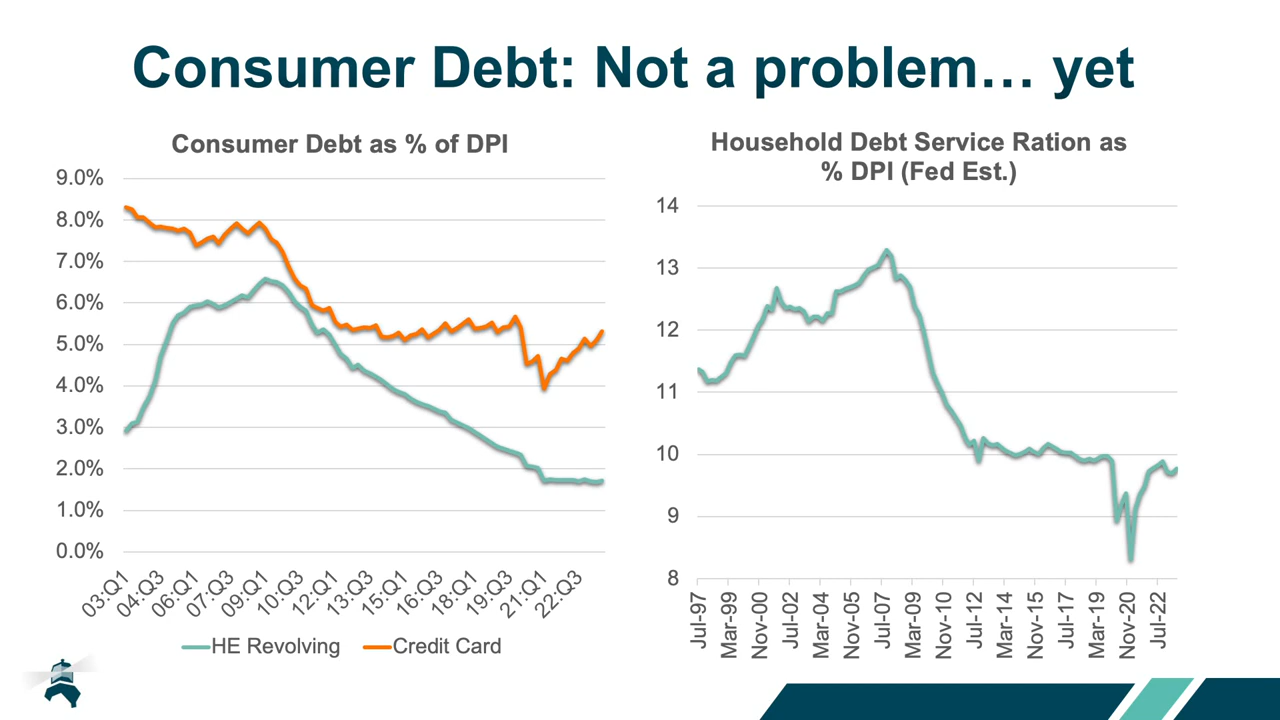 Consumer Debt: Not a problem… yet
Consumer Debt as % of DPI
9.0%
8.0%
7.0%
6.0%
5.0%
4.0%
3.0%
2.0%
1.0%
0.0%
03:Q1
04:Q3
06:Q1
07:Q3
09:Q1
10:Q3
12:Q1
13:Q3
15:Q1
16:Q3
18:Q1
19:Q3
21:Q1
22:Q3
HE Revolving
Credit Card
Household Debt Service Ration as
% DPI (Fed Est.)
14
13
12
11
10
9
8
Jul-97
Mar-99
Nov-00
Jul-02
Mar-04
Nov-05
Jul-07
Mar-09
Nov-10
Jul-12
Mar-14
Nov-15
Jul-17
Mar-19
Nov-20
Jul-22